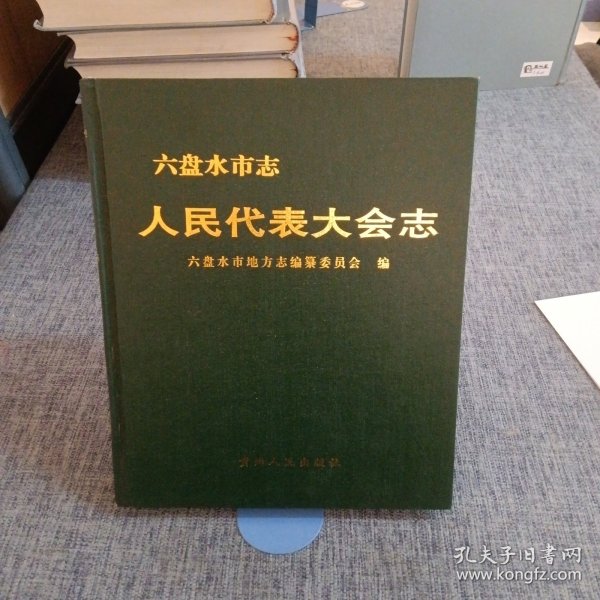 六盘水市志
人民代表大会志
六盘水市地方志编纂委员会 编
贵州人民出版社
孔夫子旧书网
www.kongfz.com